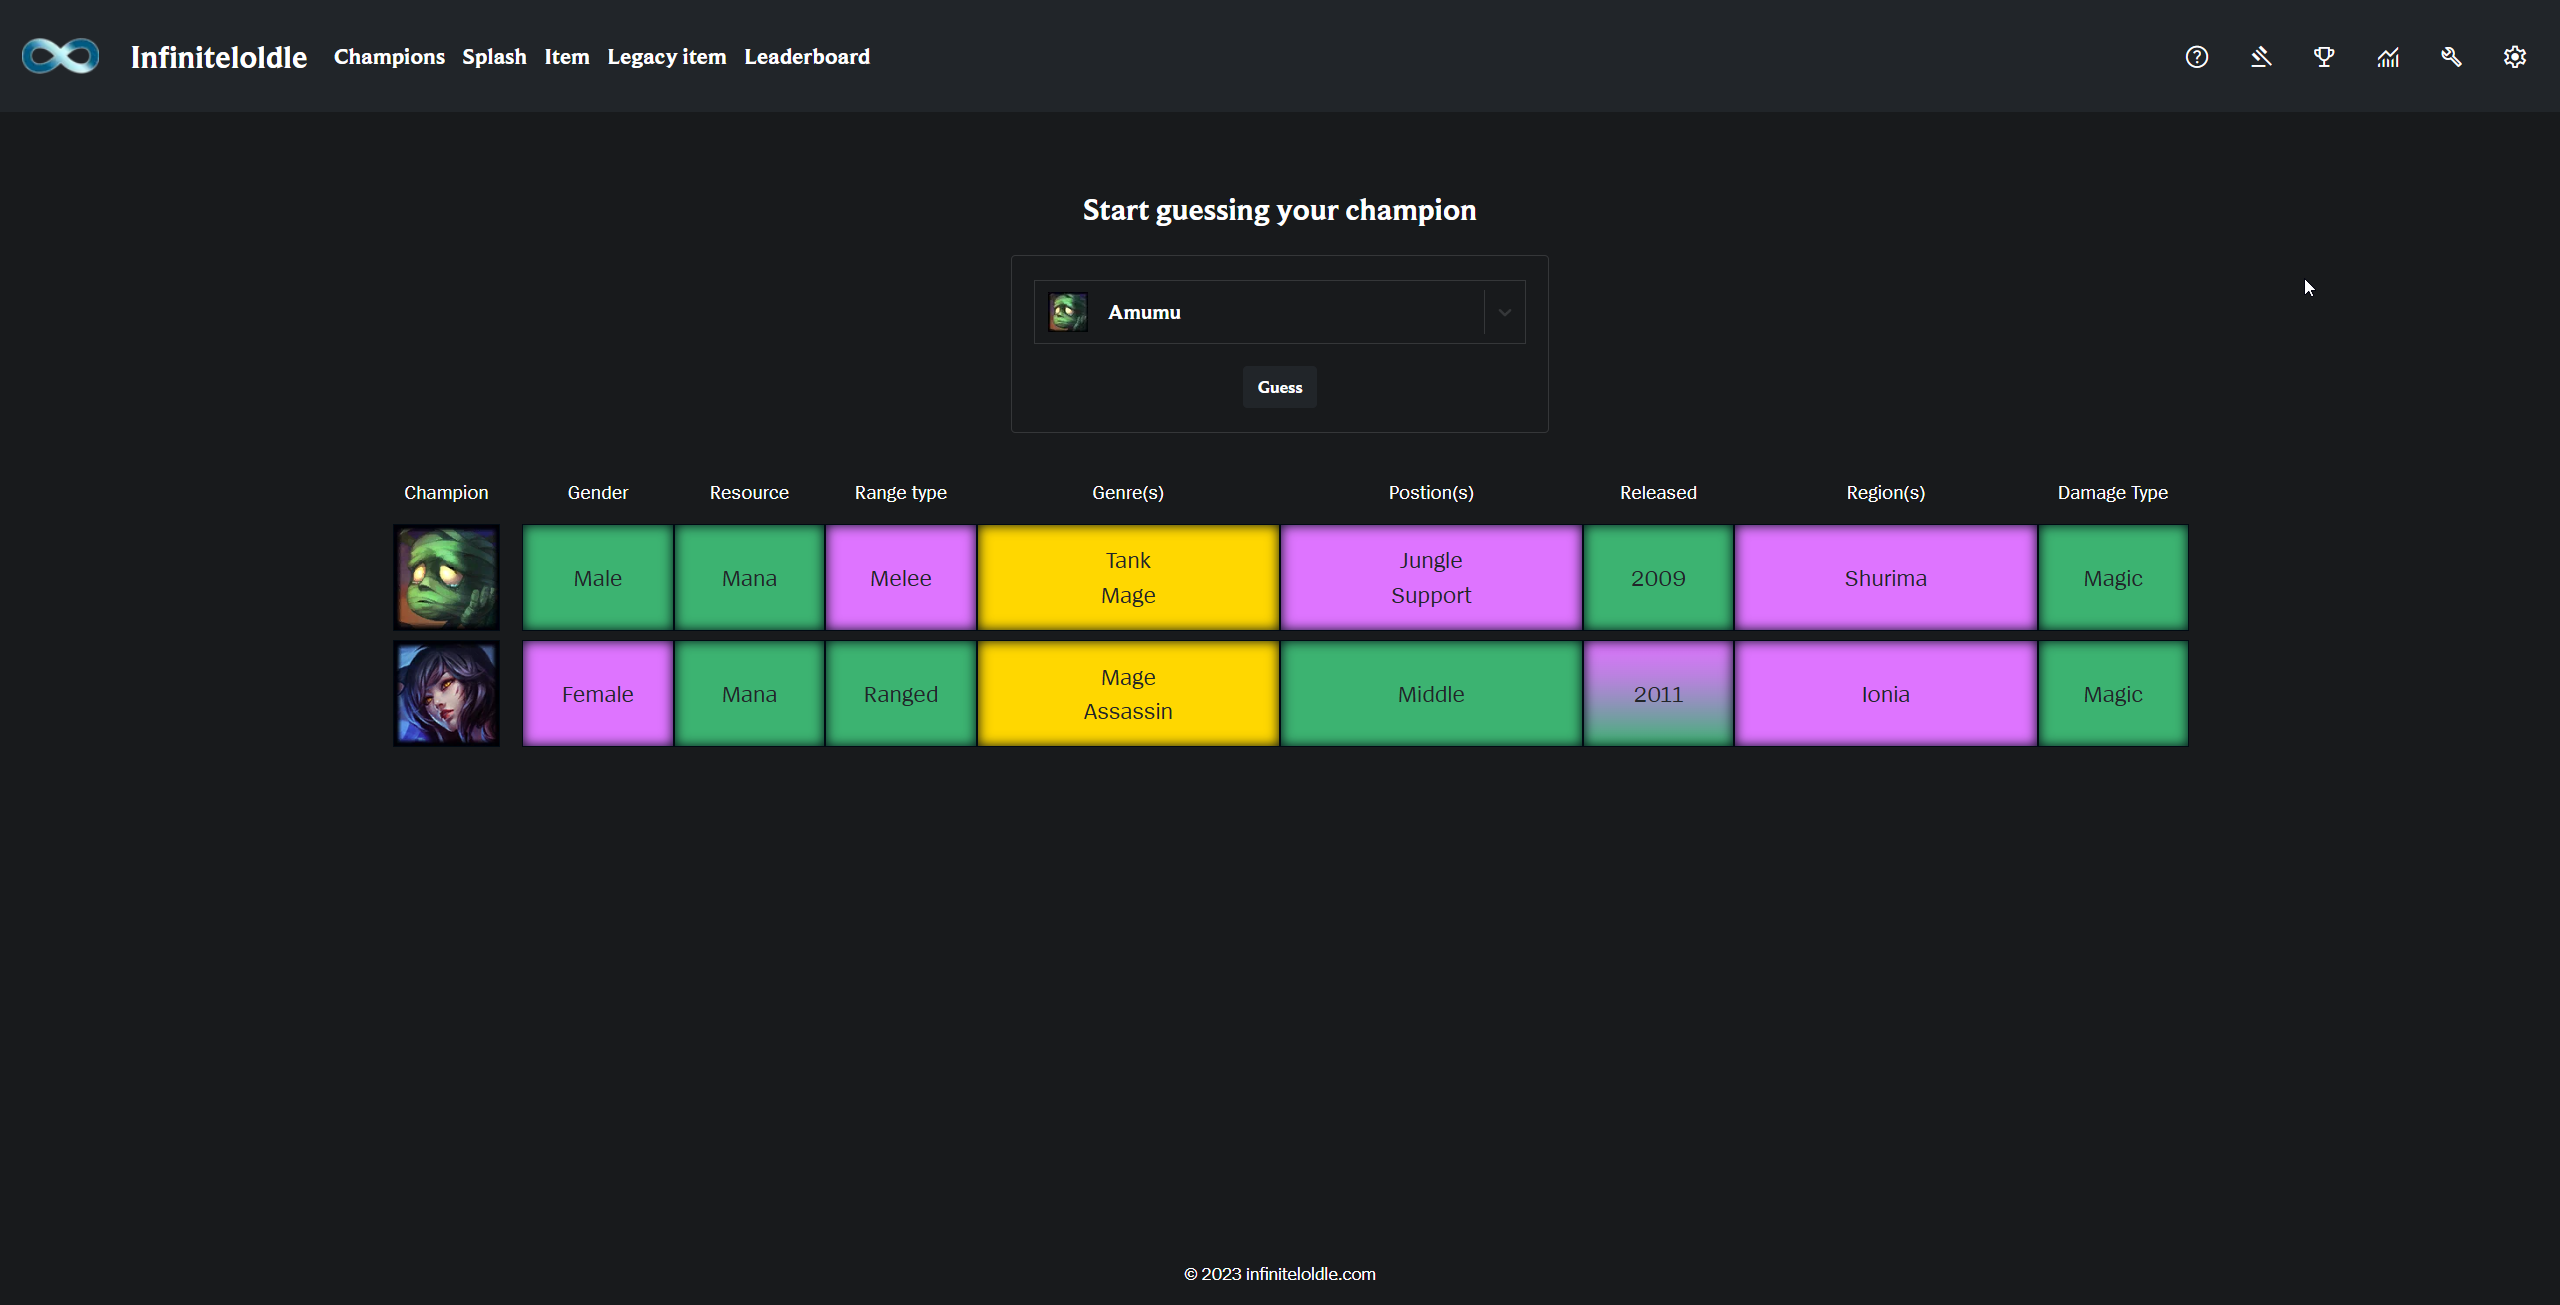 Infiniteloldle Champions Splash Item Legacy item Leaderboard
Start guessing your champion
Amumu
Guess
Champion Gender Resource Range type Genre(s) Postion(s) Released Region(s) Damage Type
Male Mana Melee Tank Mage Jungle Support 2009 Shurima Magic
Female Mana Ranged Mage Assassin Middle 2011 Ionia Magic
© 2023 infiniteloldle.com